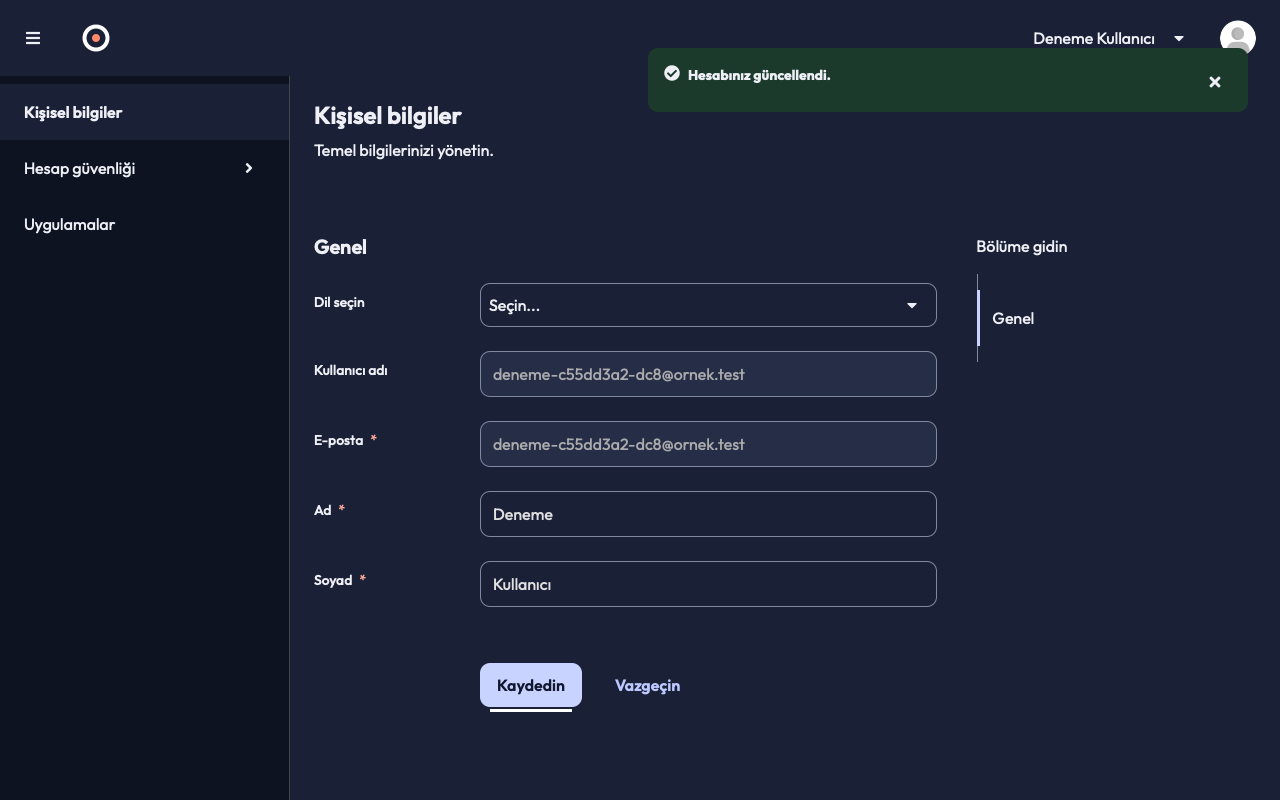 Deneme Kullanıcı
Hesabınız güncellendi.
Kişisel bilgiler
Hesap güvenliği
Uygulamalar
Kişisel bilgiler
Temel bilgilerinizi yönetin.
Genel
Dil seçin
Seçin...
Kullanıcı adı
deneme-c55dd3a2-dc8@ornek.test
E-posta *
deneme-c55dd3a2-dc8@ornek.test
Ad *
Deneme
Soyad *
Kullanıcı
Kaydedin
Vazgeçin
Bölüme gidin
Genel